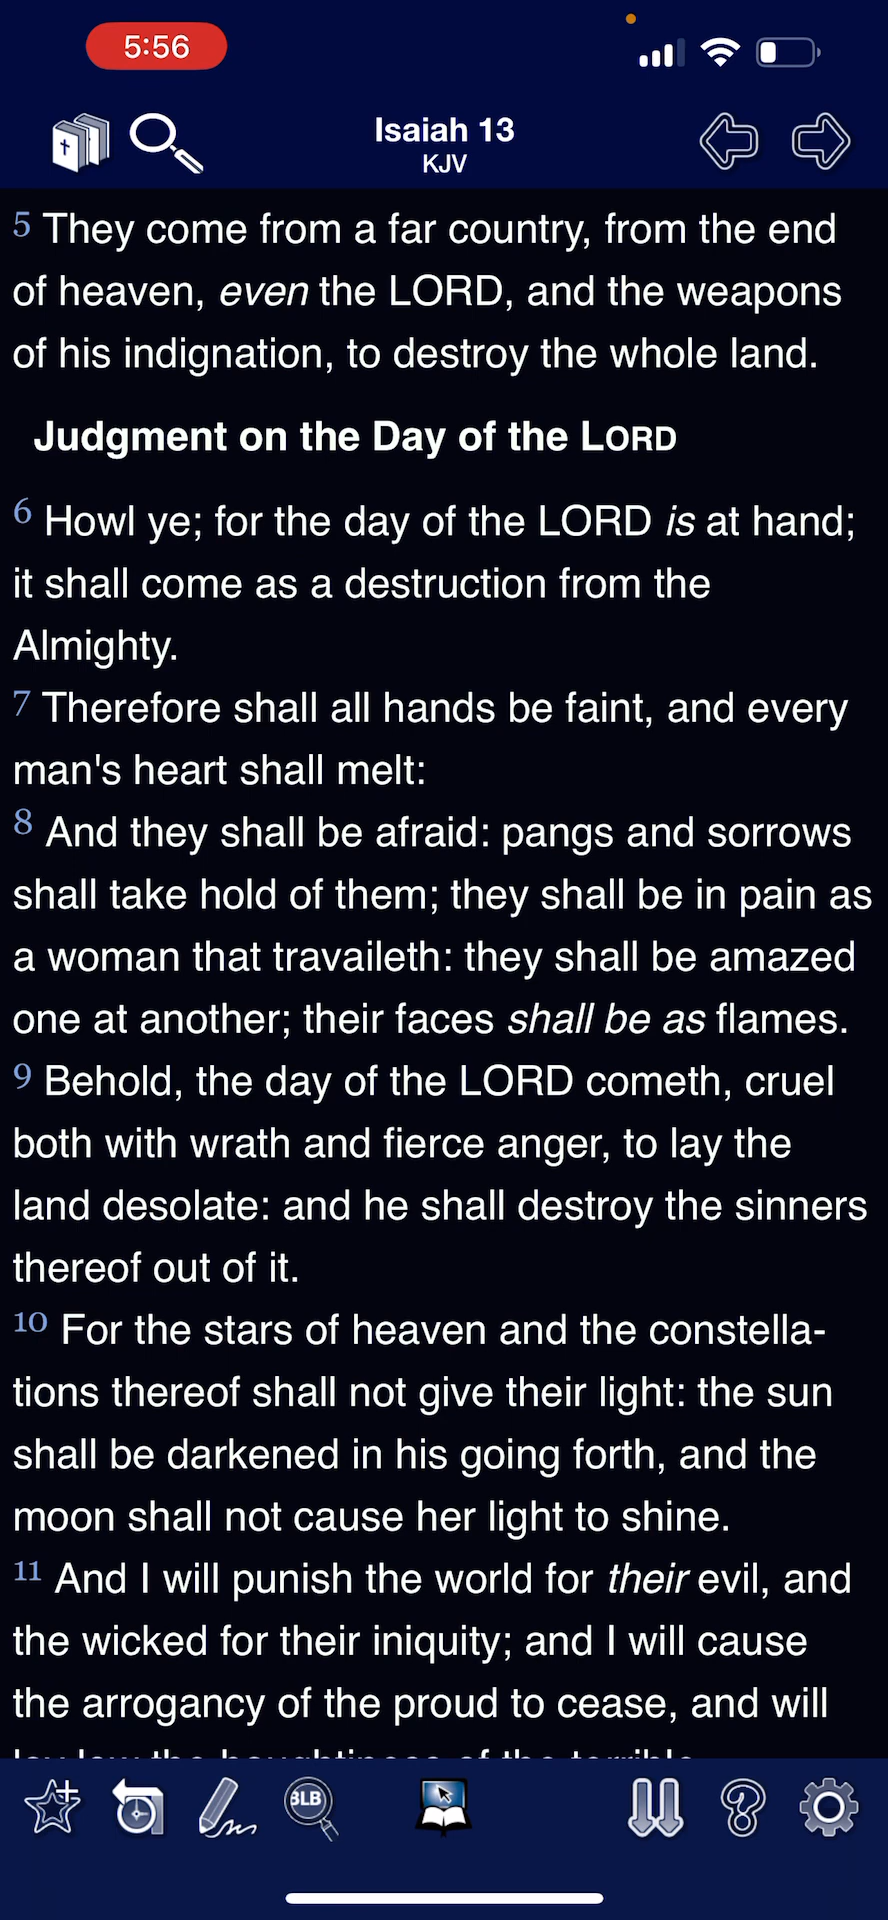 5:56
Isaiah 13
KJV
5 They come from a far country, from the end
of heaven, even the LORD, and the weapons
of his indignation, to destroy the whole land.
Judgment on the Day of the LORD
6 Howl ye; for the day of the LORD is at hand;
it shall come as a destruction from the
Almighty.
7 Therefore shall all hands be faint, and every
man's heart shall melt:
8 And they shall be afraid: pangs and sorrows
shall take hold of them; they shall be in pain as
a woman that travaileth: they shall be amazed
one at another; their faces shall be as flames.
9 Behold, the day of the LORD cometh, cruel
both with wrath and fierce anger, to lay the
land desolate: and he shall destroy the sinners
thereof out of it.
10 For the stars of heaven and the constella-
tions thereof shall not give their light: the sun
shall be darkened in his going forth, and the
moon shall not cause her light to shine.
11 And I will punish the world for their evil, and
the wicked for their iniquity; and I will cause
the arrogancy of the proud to cease, and will
lay low the haughtiness of the terrible.
BLB